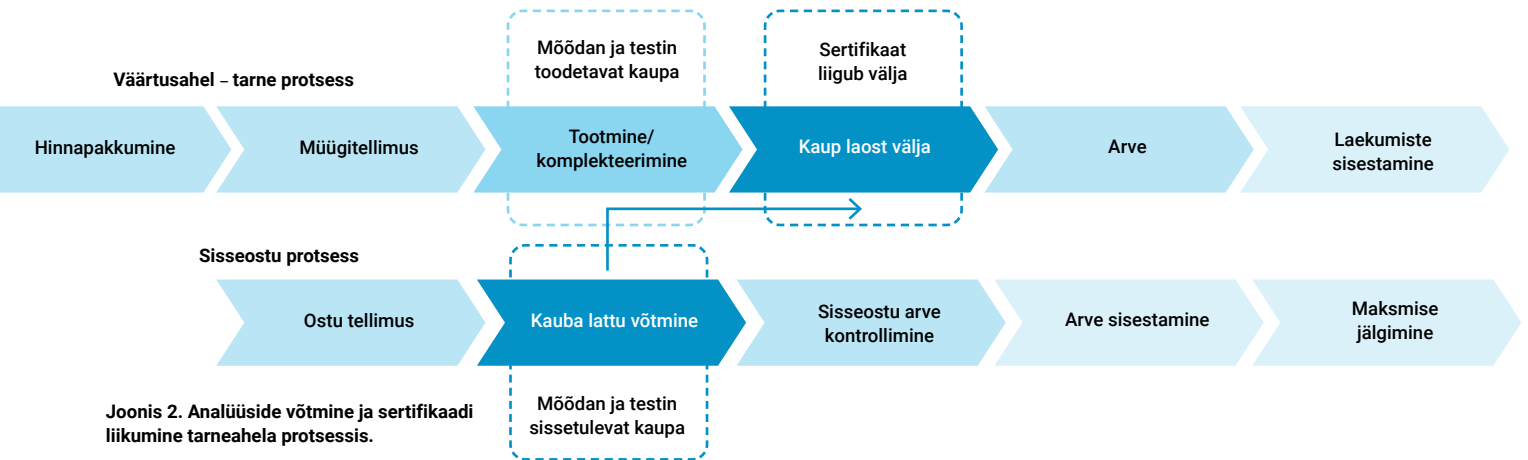 Mõõdan ja testin
toodetavat kaupa
Sertifikaat
liigub välja
Väärtusahel – tarne protsess
Hinnapakkumine
Müügitellimus
Tootmine/
komplekteerimine
Kaup laost välja
Arve
Laekumiste
sisestamine
Sisseostu protsess
Ostu tellimus
Kauba lattu võtmine
Sisseostu arve
kontrollimine
Arve sisestamine
Maksmise
jälgimine
Mõõdan ja testin
sissetulevat kaupa
Joonis 2. Analüüside võtmine ja sertifikaadi
liikumine tarneahela protsessis.